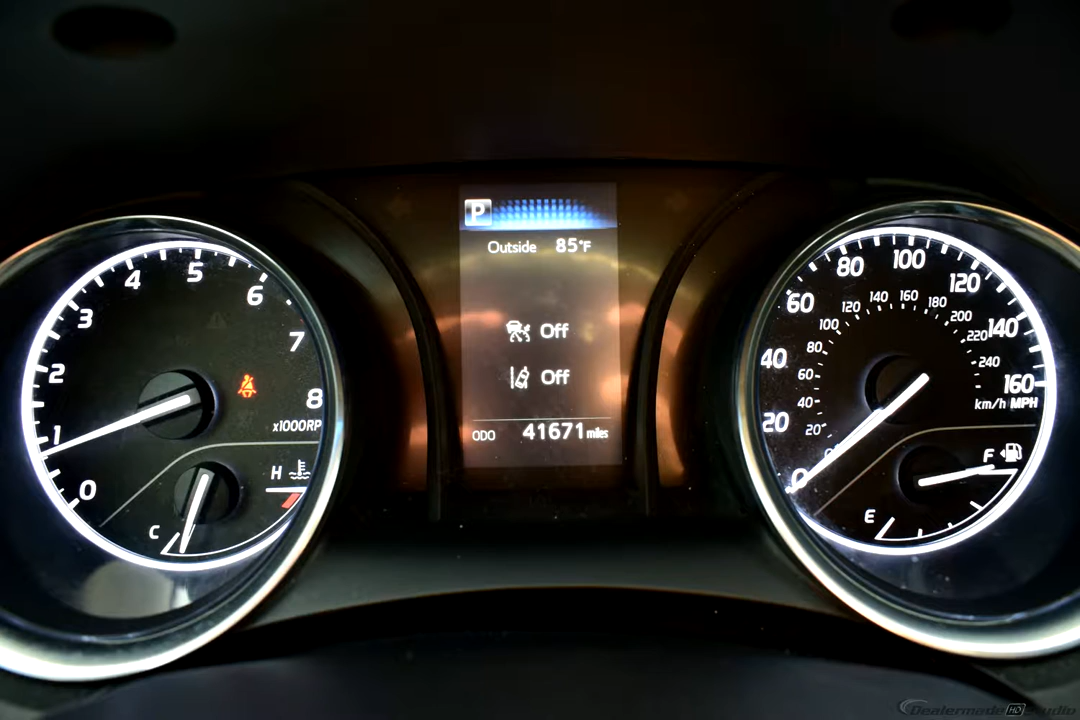 P
Outside 85°F
Off
Off
ODO 41671 miles
0
1
2
3
4
5
6
7
8
x1000RP
H
C
0
20
40
60
80
100
120
140
160
km/h MPH
20
40
60
80
100
120
140
160
180
200
220
240
F
E
Dealermade HD Studio